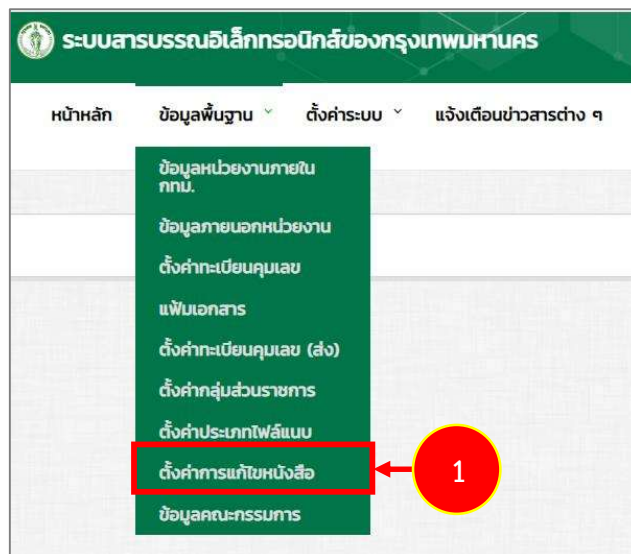 ระบบสารบรรณอิเล็กทรอนิกส์ของกรุงเทพมหานคร
หน้าหลัก ข้อมูลพื้นฐาน ตั้งค่าระบบ แจ้งเตือนข่าวสารต่าง ๆ
ข้อมูลหน่วยงานภายใน
กทม.
ข้อมูลภายนอกหน่วยงาน
ตั้งค่าทะเบียนคุมเลข
แฟ้มเอกสาร
ตั้งค่าทะเบียนคุมเลข (ส่ง)
ตั้งค่ากลุ่มส่วนราชการ
ตั้งค่าประเภทไฟล์แนบ
ตั้งค่าการแก้ไขหนังสือ
1
ข้อมูลคณะกรรมการ